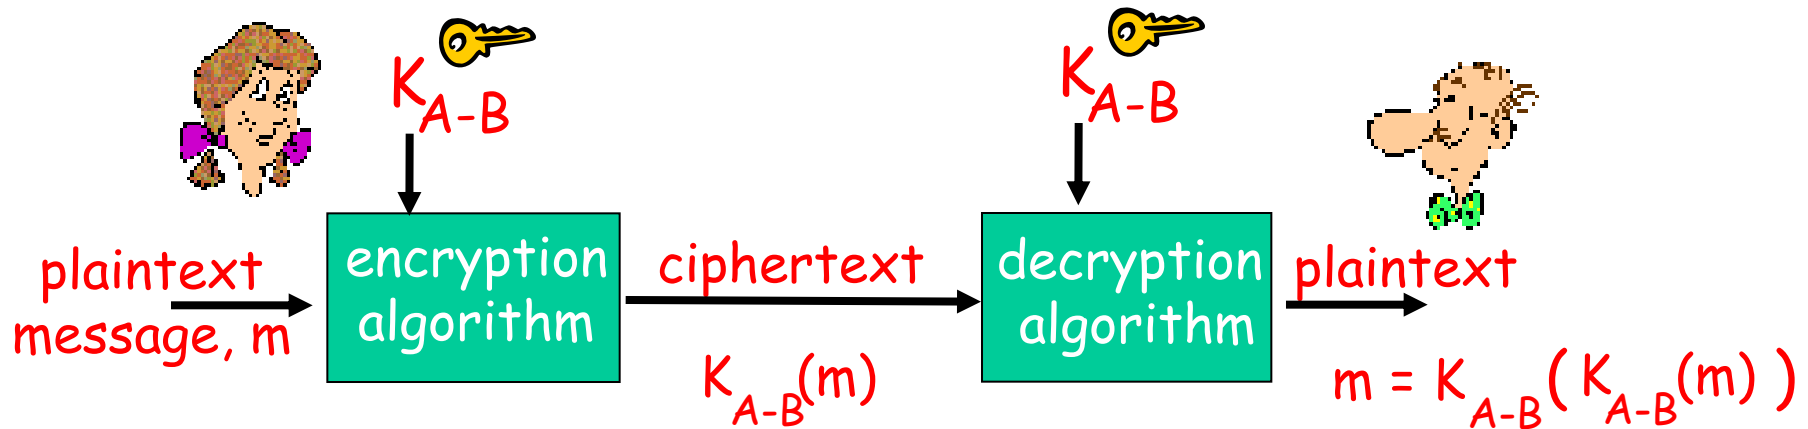 K A-B
K A-B
plaintext
message, m
encryption
algorithm
ciphertext
K A-B (m)
decryption
algorithm
plaintext
m = K A-B ( K A-B (m) )